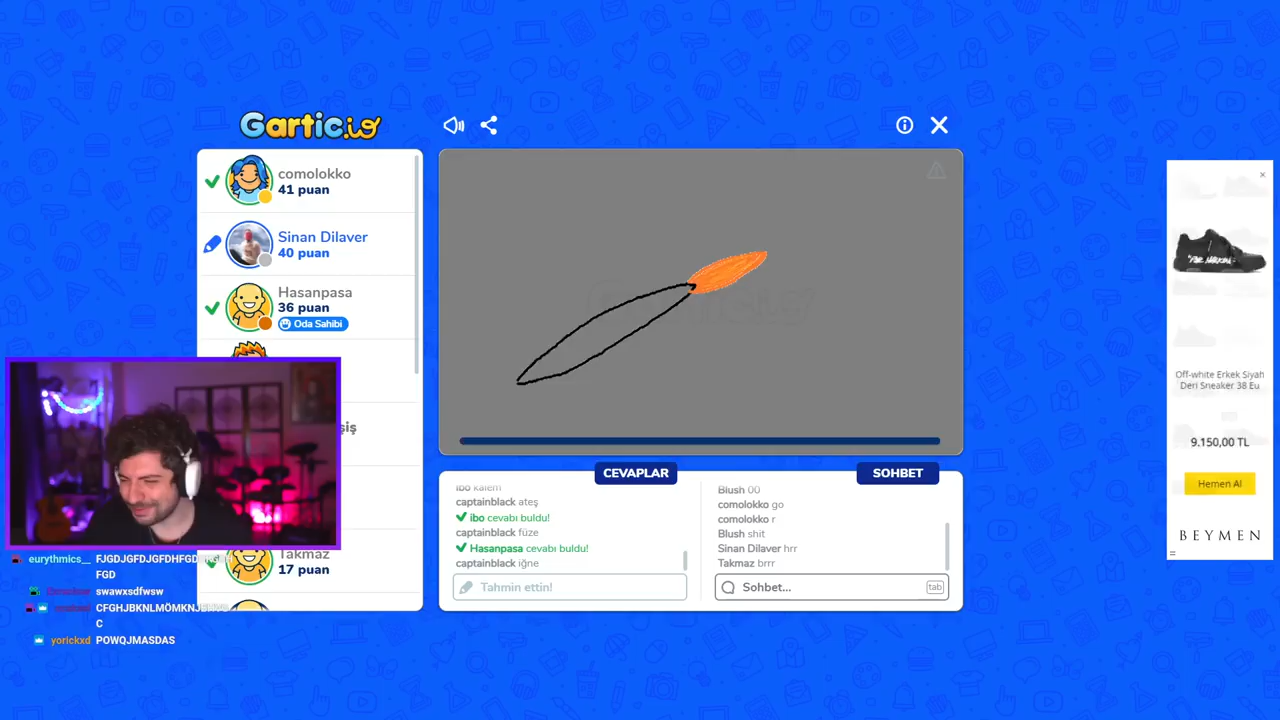 Gartic.io
comolokko
41 puan
Sinan Dilaver
40 puan
Hasanpasa
36 puan
Oda Sahibi
şiş
Takmaz
17 puan
CEVAPLAR
ibo kalem
captainblack ateş
ibo cevabı buldu!
captainblack füze
Hasanpasa cevabı buldu!
captainblack iğne
Tahmin ettin!
SOHBET
Blush 00
comolokko go
comolokko r
Blush shit
Sinan Dilaver hrr
Takmaz brrr
Sohbet...
tab
eurythmics__
FGD
swawxsdfwsw
C
yorickxd POWQJMASDAS
Off-white Erkek Siyah
Deri Sneaker 38 Eu
9.150,00 TL
Hemen Al
BEYMEN